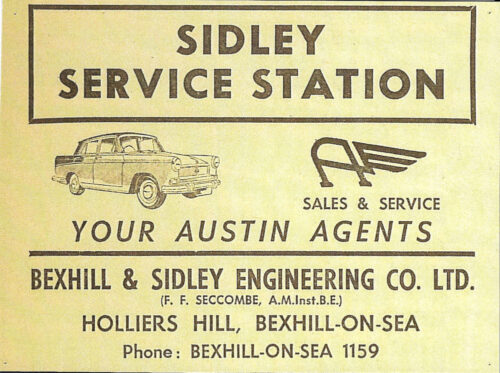 SIDLEY
SERVICE STATION
SALES & SERVICE
YOUR AUSTIN AGENTS
BEXHILL & SIDLEY ENGINEERING CO. LTD.
(F. F. SECCOMBE, A.M.Inst.B.E.)
HOLLIERS HILL, BEXHILL-ON-SEA
Phone: BEXHILL-ON-SEA 1159